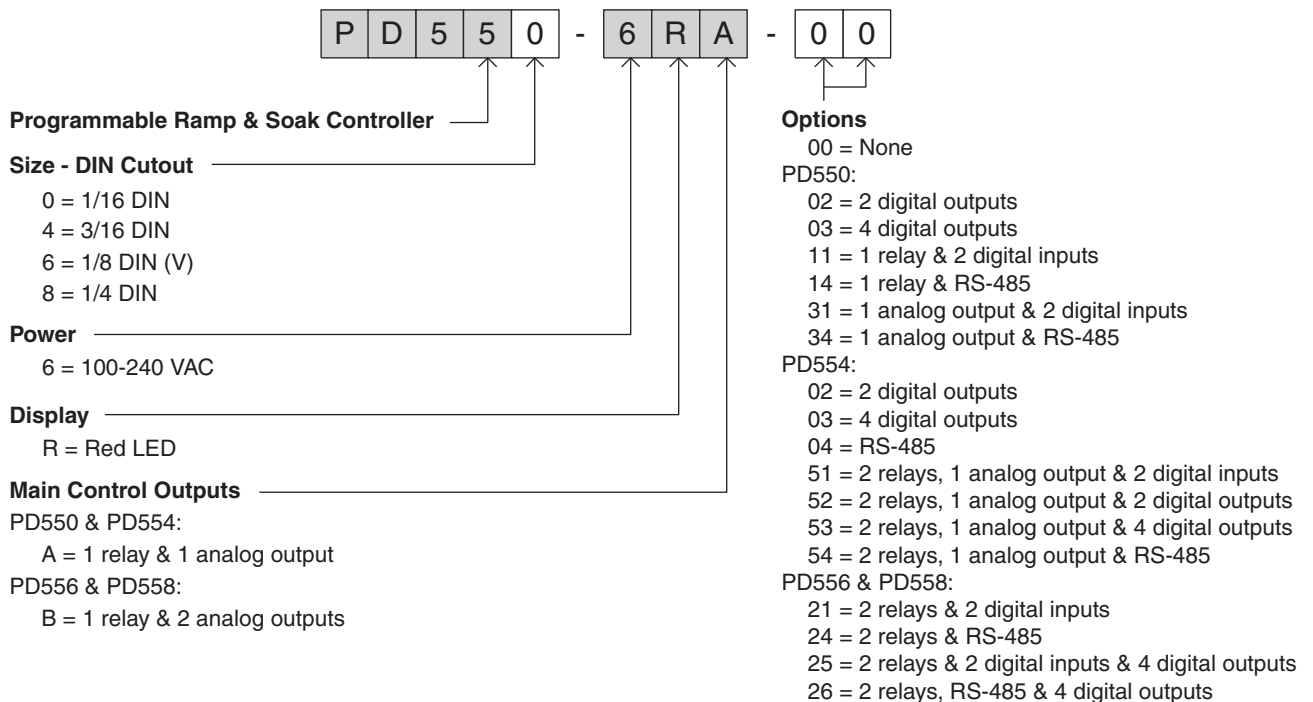 PD550 - 6RA - 00
Programmable Ramp & Soak Controller
Size - DIN Cutout
0 = 1/16 DIN
4 = 3/16 DIN
6 = 1/8 DIN (V)
8 = 1/4 DIN
Power
6 = 100-240 VAC
Display
R = Red LED
Main Control Outputs
PD550 & PD554:
A = 1 relay & 1 analog output
PD556 & PD558:
B = 1 relay & 2 analog outputs
Options
00 = None
PD550:
02 = 2 digital outputs
03 = 4 digital outputs
11 = 1 relay & 2 digital inputs
14 = 1 relay & RS-485
31 = 1 analog output & 2 digital inputs
34 = 1 analog output & RS-485
PD554:
02 = 2 digital outputs
03 = 4 digital outputs
04 = RS-485
51 = 2 relays, 1 analog output & 2 digital inputs
52 = 2 relays, 1 analog output & 2 digital outputs
53 = 2 relays, 1 analog output & 4 digital outputs
54 = 2 relays, 1 analog output & RS-485
PD556 & PD558:
21 = 2 relays & 2 digital inputs
24 = 2 relays & RS-485
25 = 2 relays & 2 digital inputs & 4 digital outputs
26 = 2 relays, RS-485 & 4 digital outputs